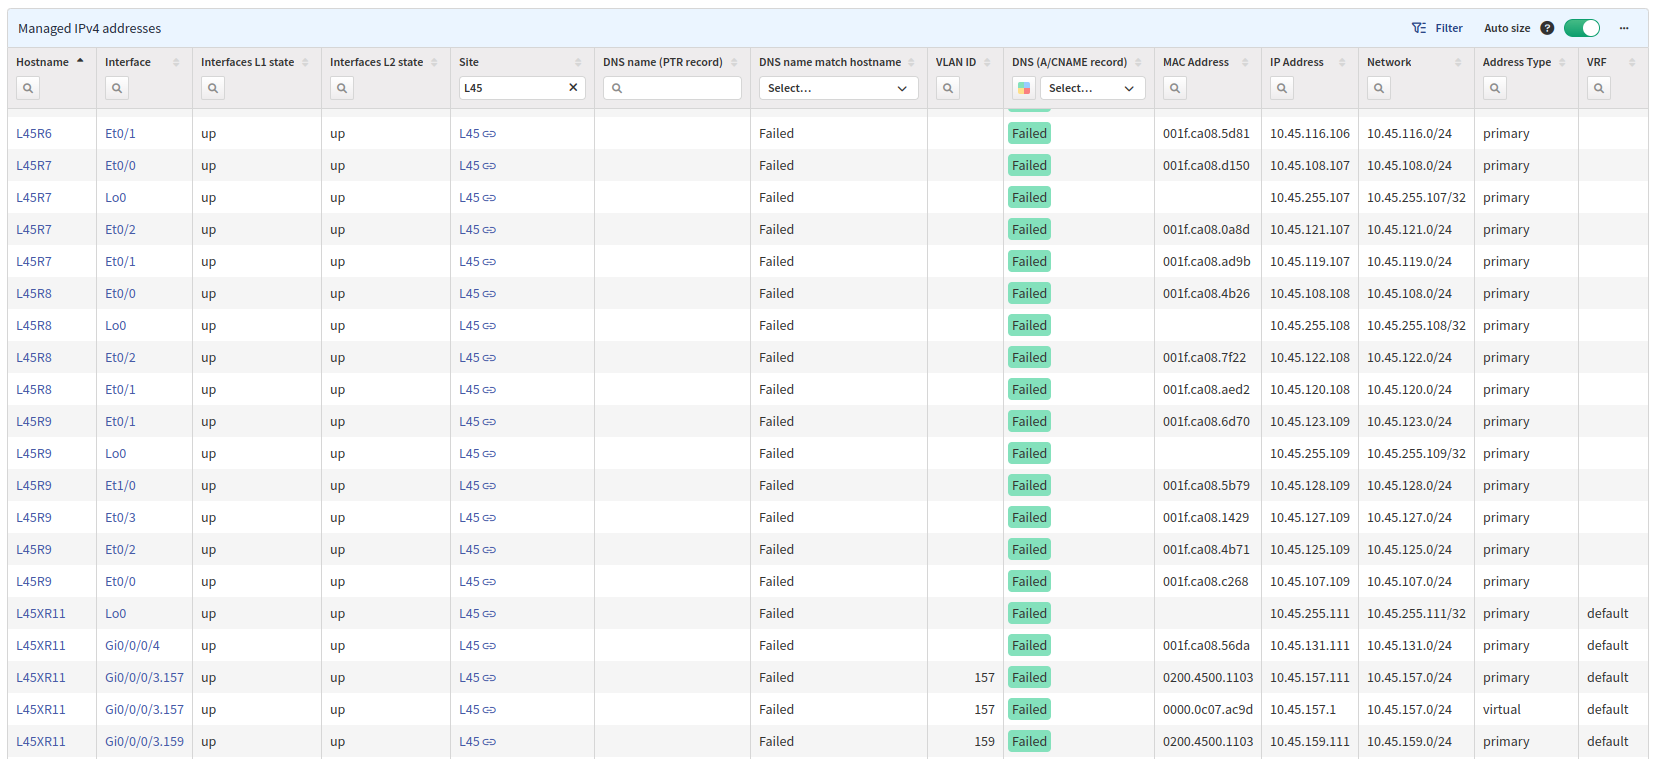 Managed IPv4 addresses Filter Auto size ? ...
Hostname Interface Interfaces L1 state Interfaces L2 state Site DNS name (PTR record) DNS name match hostname VLAN ID DNS (A/CNAME record) MAC Address IP Address Network Address Type VRF
L45 × Select... Select...
L45R6 Et0/1 up up L45 Failed Failed 001f.ca08.5d81 10.45.116.106 10.45.116.0/24 primary
L45R7 Et0/0 up up L45 Failed Failed 001f.ca08.d150 10.45.108.107 10.45.108.0/24 primary
L45R7 Lo0 up up L45 Failed Failed 10.45.255.107 10.45.255.107/32 primary
L45R7 Et0/2 up up L45 Failed Failed 001f.ca08.0a8d 10.45.121.107 10.45.121.0/24 primary
L45R7 Et0/1 up up L45 Failed Failed 001f.ca08.ad9b 10.45.119.107 10.45.119.0/24 primary
L45R8 Et0/0 up up L45 Failed Failed 001f.ca08.4b26 10.45.108.108 10.45.108.0/24 primary
L45R8 Lo0 up up L45 Failed Failed 10.45.255.108 10.45.255.108/32 primary
L45R8 Et0/2 up up L45 Failed Failed 001f.ca08.7f22 10.45.122.108 10.45.122.0/24 primary
L45R8 Et0/1 up up L45 Failed Failed 001f.ca08.aed2 10.45.120.108 10.45.120.0/24 primary
L45R9 Et0/1 up up L45 Failed Failed 001f.ca08.6d70 10.45.123.109 10.45.123.0/24 primary
L45R9 Lo0 up up L45 Failed Failed 10.45.255.109 10.45.255.109/32 primary
L45R9 Et1/0 up up L45 Failed Failed 001f.ca08.5b79 10.45.128.109 10.45.128.0/24 primary
L45R9 Et0/3 up up L45 Failed Failed 001f.ca08.1429 10.45.127.109 10.45.127.0/24 primary
L45R9 Et0/2 up up L45 Failed Failed 001f.ca08.4b71 10.45.125.109 10.45.125.0/24 primary
L45R9 Et0/0 up up L45 Failed Failed 001f.ca08.c268 10.45.107.109 10.45.107.0/24 primary
L45XR11 Lo0 up up L45 Failed Failed 10.45.255.111 10.45.255.111/32 primary default
L45XR11 Gi0/0/0/4 up up L45 Failed Failed 001f.ca08.56da 10.45.131.111 10.45.131.0/24 primary default
L45XR11 Gi0/0/0/3.157 up up L45 Failed 157 Failed 0200.4500.1103 10.45.157.111 10.45.157.0/24 primary default
L45XR11 Gi0/0/0/3.157 up up L45 Failed 157 Failed 0000.0c07.ac9d 10.45.157.1 10.45.157.0/24 virtual default
L45XR11 Gi0/0/0/3.159 up up L45 Failed 159 Failed 0200.4500.1103 10.45.159.111 10.45.159.0/24 primary default